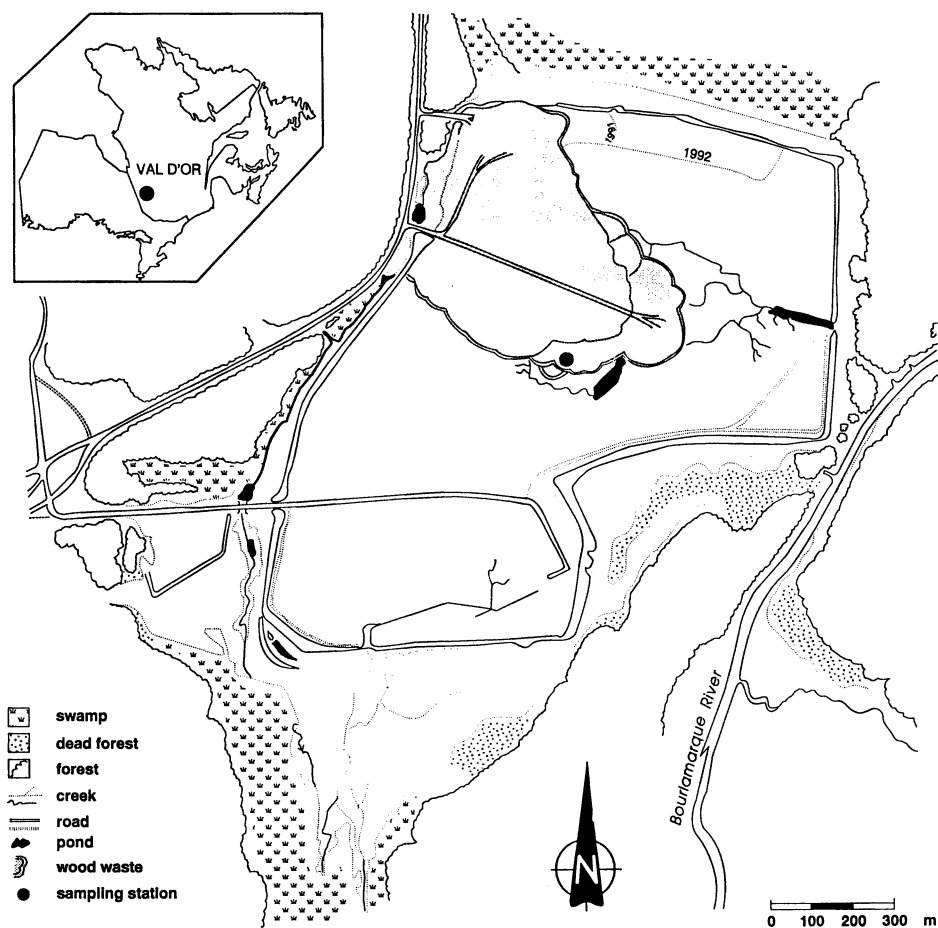 VAL D'OR
1991
1992
swamp
dead forest
forest
creek
road
pond
wood waste
sampling station
Bourlamarque River
N
0 100 200 300 m